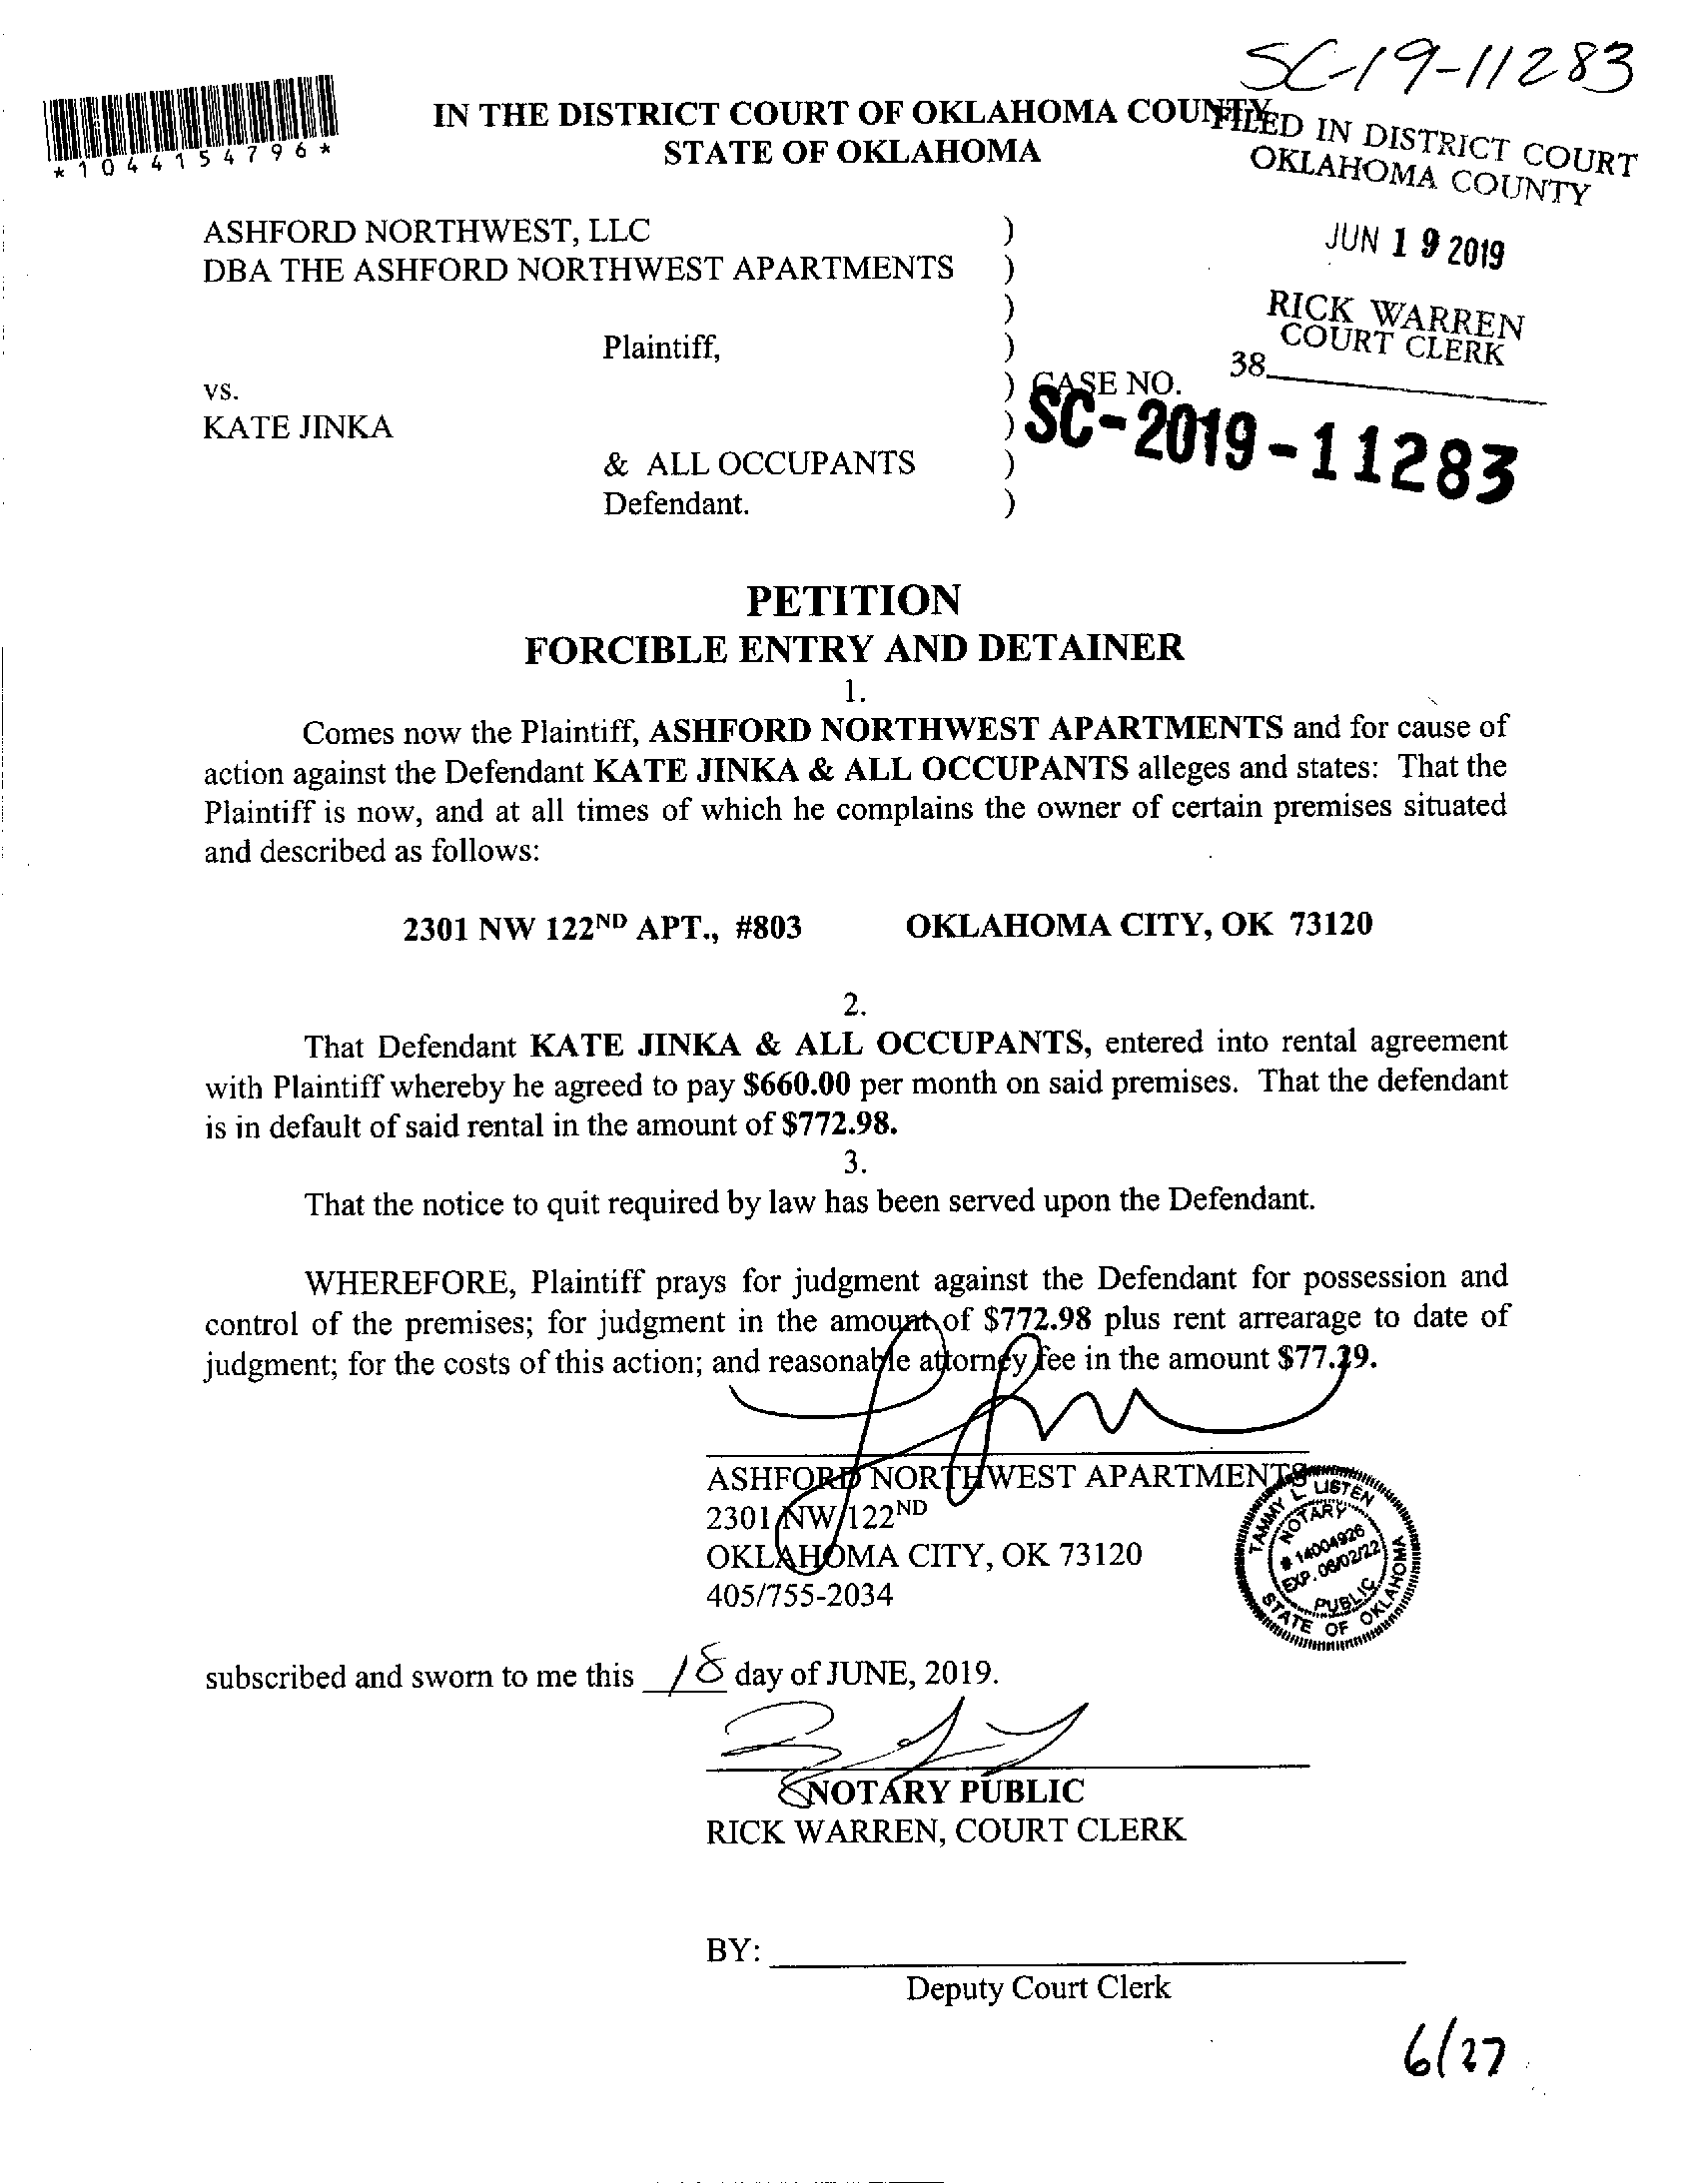 SC-19-11283
*1044154796*
IN THE DISTRICT COURT OF OKLAHOMA COUNTY
STATE OF OKLAHOMA
FILED IN DISTRICT COURT
OKLAHOMA COUNTY
JUN 19 2019
RICK WARREN
COURT CLERK
38
ASHFORD NORTHWEST, LLC )
DBA THE ASHFORD NORTHWEST APARTMENTS )
)
Plaintiff, )
vs. ) CASE NO.
KATE JINKA ) SC-2019-11283
& ALL OCCUPANTS )
Defendant. )
PETITION
FORCIBLE ENTRY AND DETAINER
1.
Comes now the Plaintiff, ASHFORD NORTHWEST APARTMENTS and for cause of
action against the Defendant KATE JINKA & ALL OCCUPANTS alleges and states: That the
Plaintiff is now, and at all times of which he complains the owner of certain premises situated
and described as follows:
2301 NW 122ND APT., #803 OKLAHOMA CITY, OK 73120
2.
That Defendant KATE JINKA & ALL OCCUPANTS, entered into rental agreement
with Plaintiff whereby he agreed to pay $660.00 per month on said premises. That the defendant
is in default of said rental in the amount of $772.98.
3.
That the notice to quit required by law has been served upon the Defendant.
WHEREFORE, Plaintiff prays for judgment against the Defendant for possession and
control of the premises; for judgment in the amount of $772.98 plus rent arrearage to date of
judgment; for the costs of this action; and reasonable attorney fee in the amount $77.29.
ASHFORD NORTHWEST APARTMENTS
2301 NW 122ND
OKLAHOMA CITY, OK 73120
405/755-2034
TAMMY L. LISTEN
NOTARY
# 14004926
EXP. 06/02/22
PUBLIC
STATE OF OKLAHOMA
subscribed and sworn to me this 18 day of JUNE, 2019.
NOTARY PUBLIC
RICK WARREN, COURT CLERK
BY:
Deputy Court Clerk
6/27